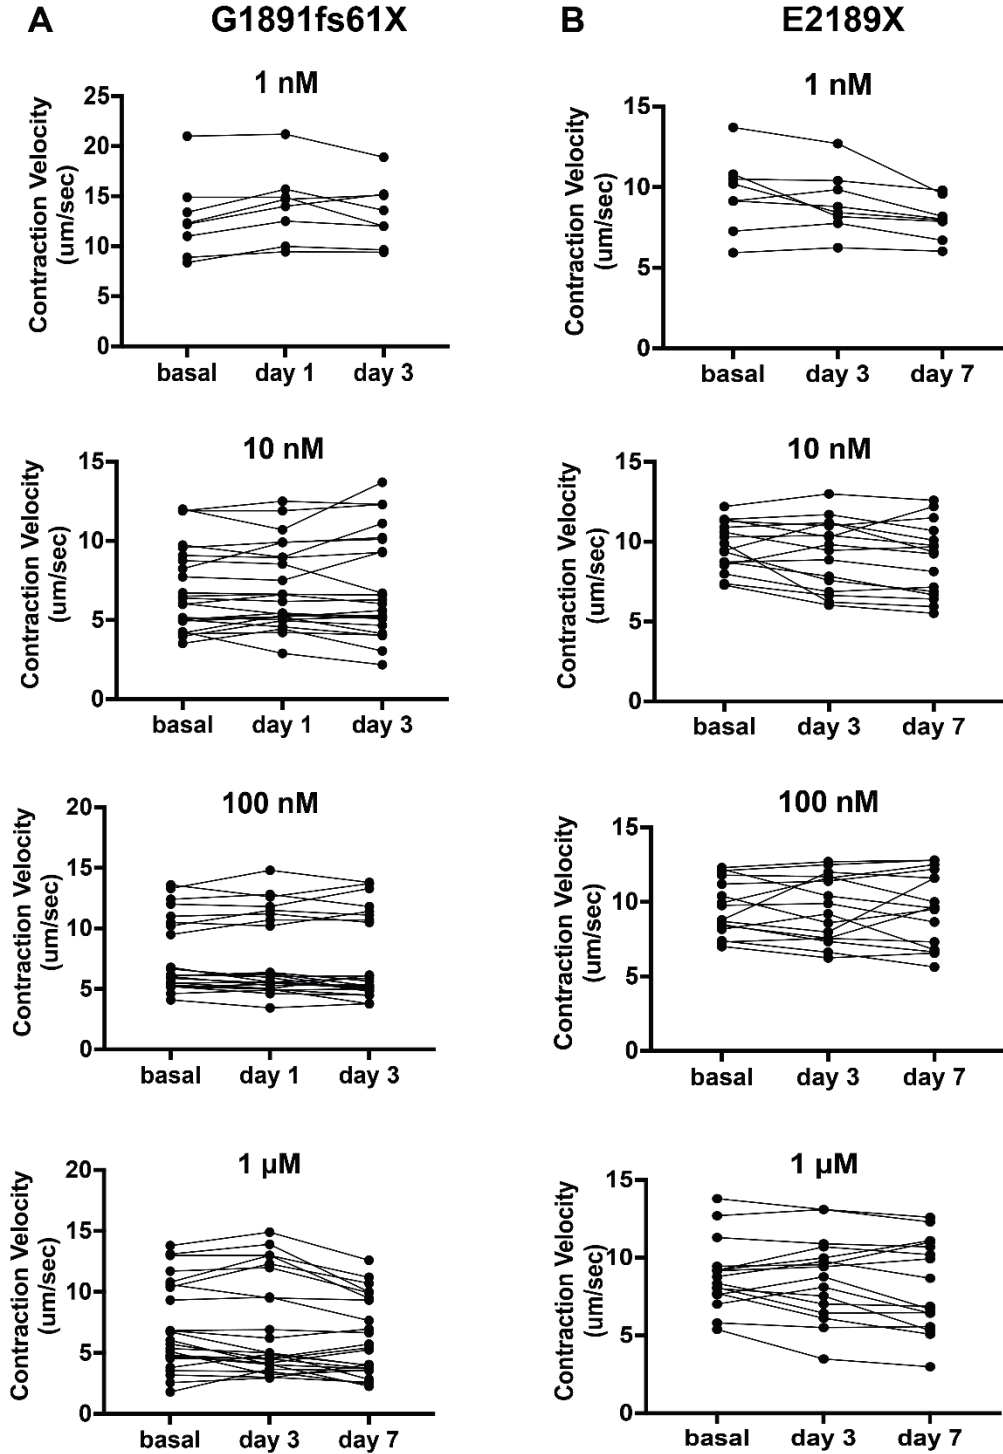 A G1891fs61X B E2189X
1 nM
Contraction Velocity
(um/sec)
25
20
15
10
5
0
basal day 1 day 3
1 nM
Contraction Velocity
(um/sec)
15
10
5
0
basal day 3 day 7
10 nM
Contraction Velocity
(um/sec)
15
10
5
0
basal day 1 day 3
10 nM
Contraction Velocity
(um/sec)
15
10
5
0
basal day 3 day 7
100 nM
Contraction Velocity
(um/sec)
20
15
10
5
0
basal day 1 day 3
100 nM
Contraction Velocity
(um/sec)
15
10
5
0
basal day 3 day 7
1 µM
Contraction Velocity
(um/sec)
20
15
10
5
0
basal day 3 day 7
1 µM
Contraction Velocity
(um/sec)
15
10
5
0
basal day 3 day 7